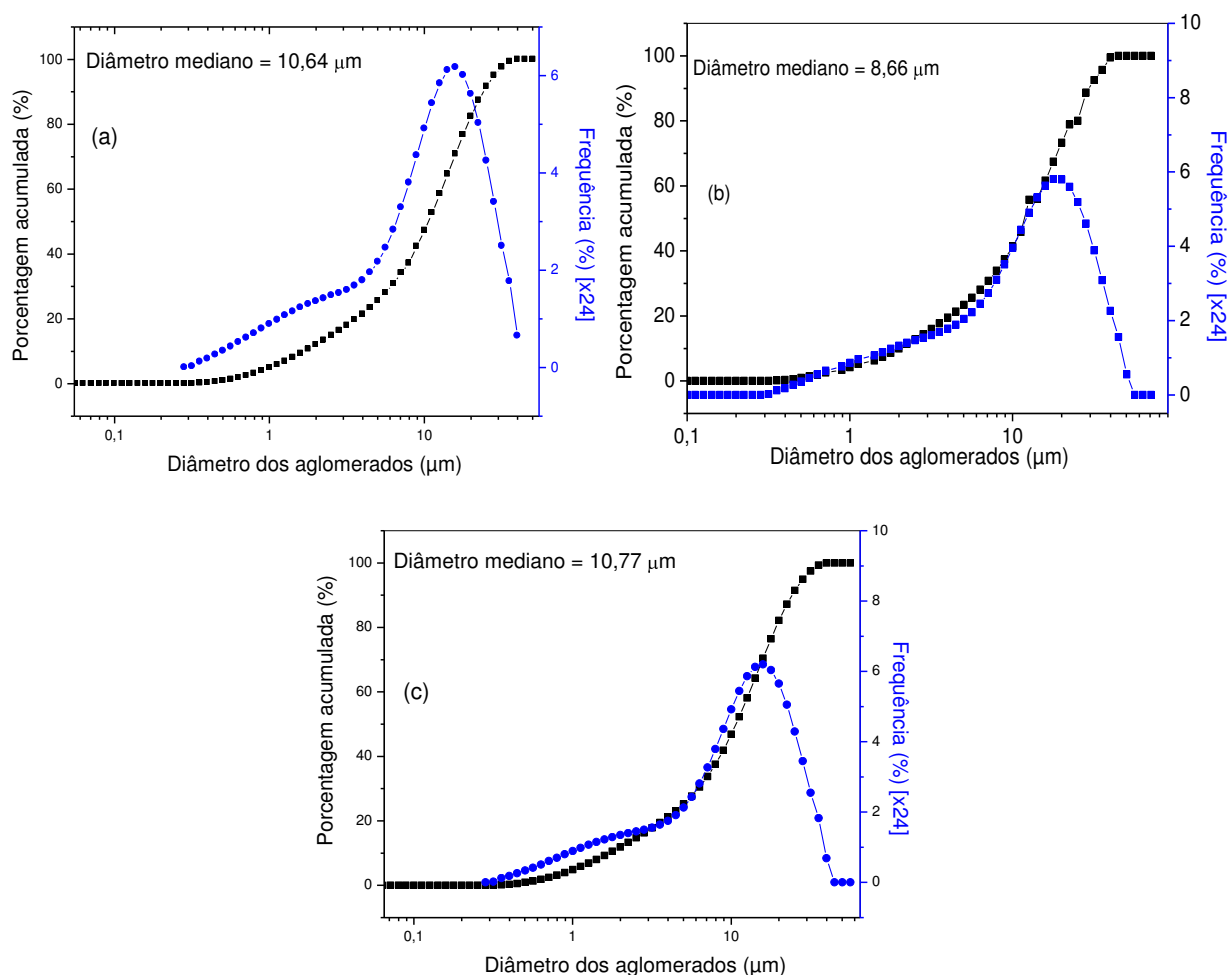 Diâmetro mediano = 10,64 μm
(a)
Porcentagem acumulada (%)
100
80
60
40
20
0
0,1
1
10
Diâmetro dos aglomerados (μm)
6
4
2
0
Frequência (%) [x24]
Diâmetro mediano = 8,66 μm
(b)
Porcentagem acumulada (%)
100
80
60
40
20
0
0,1
1
10
Diâmetro dos aglomerados (μm)
10
8
6
4
2
0
Frequência (%) [x24]
Diâmetro mediano = 10,77 μm
(c)
Porcentagem acumulada (%)
100
80
60
40
20
0
0,1
1
10
Diâmetro dos aglomerados (μm)
10
8
6
4
2
0
Frequência (%) [x24]